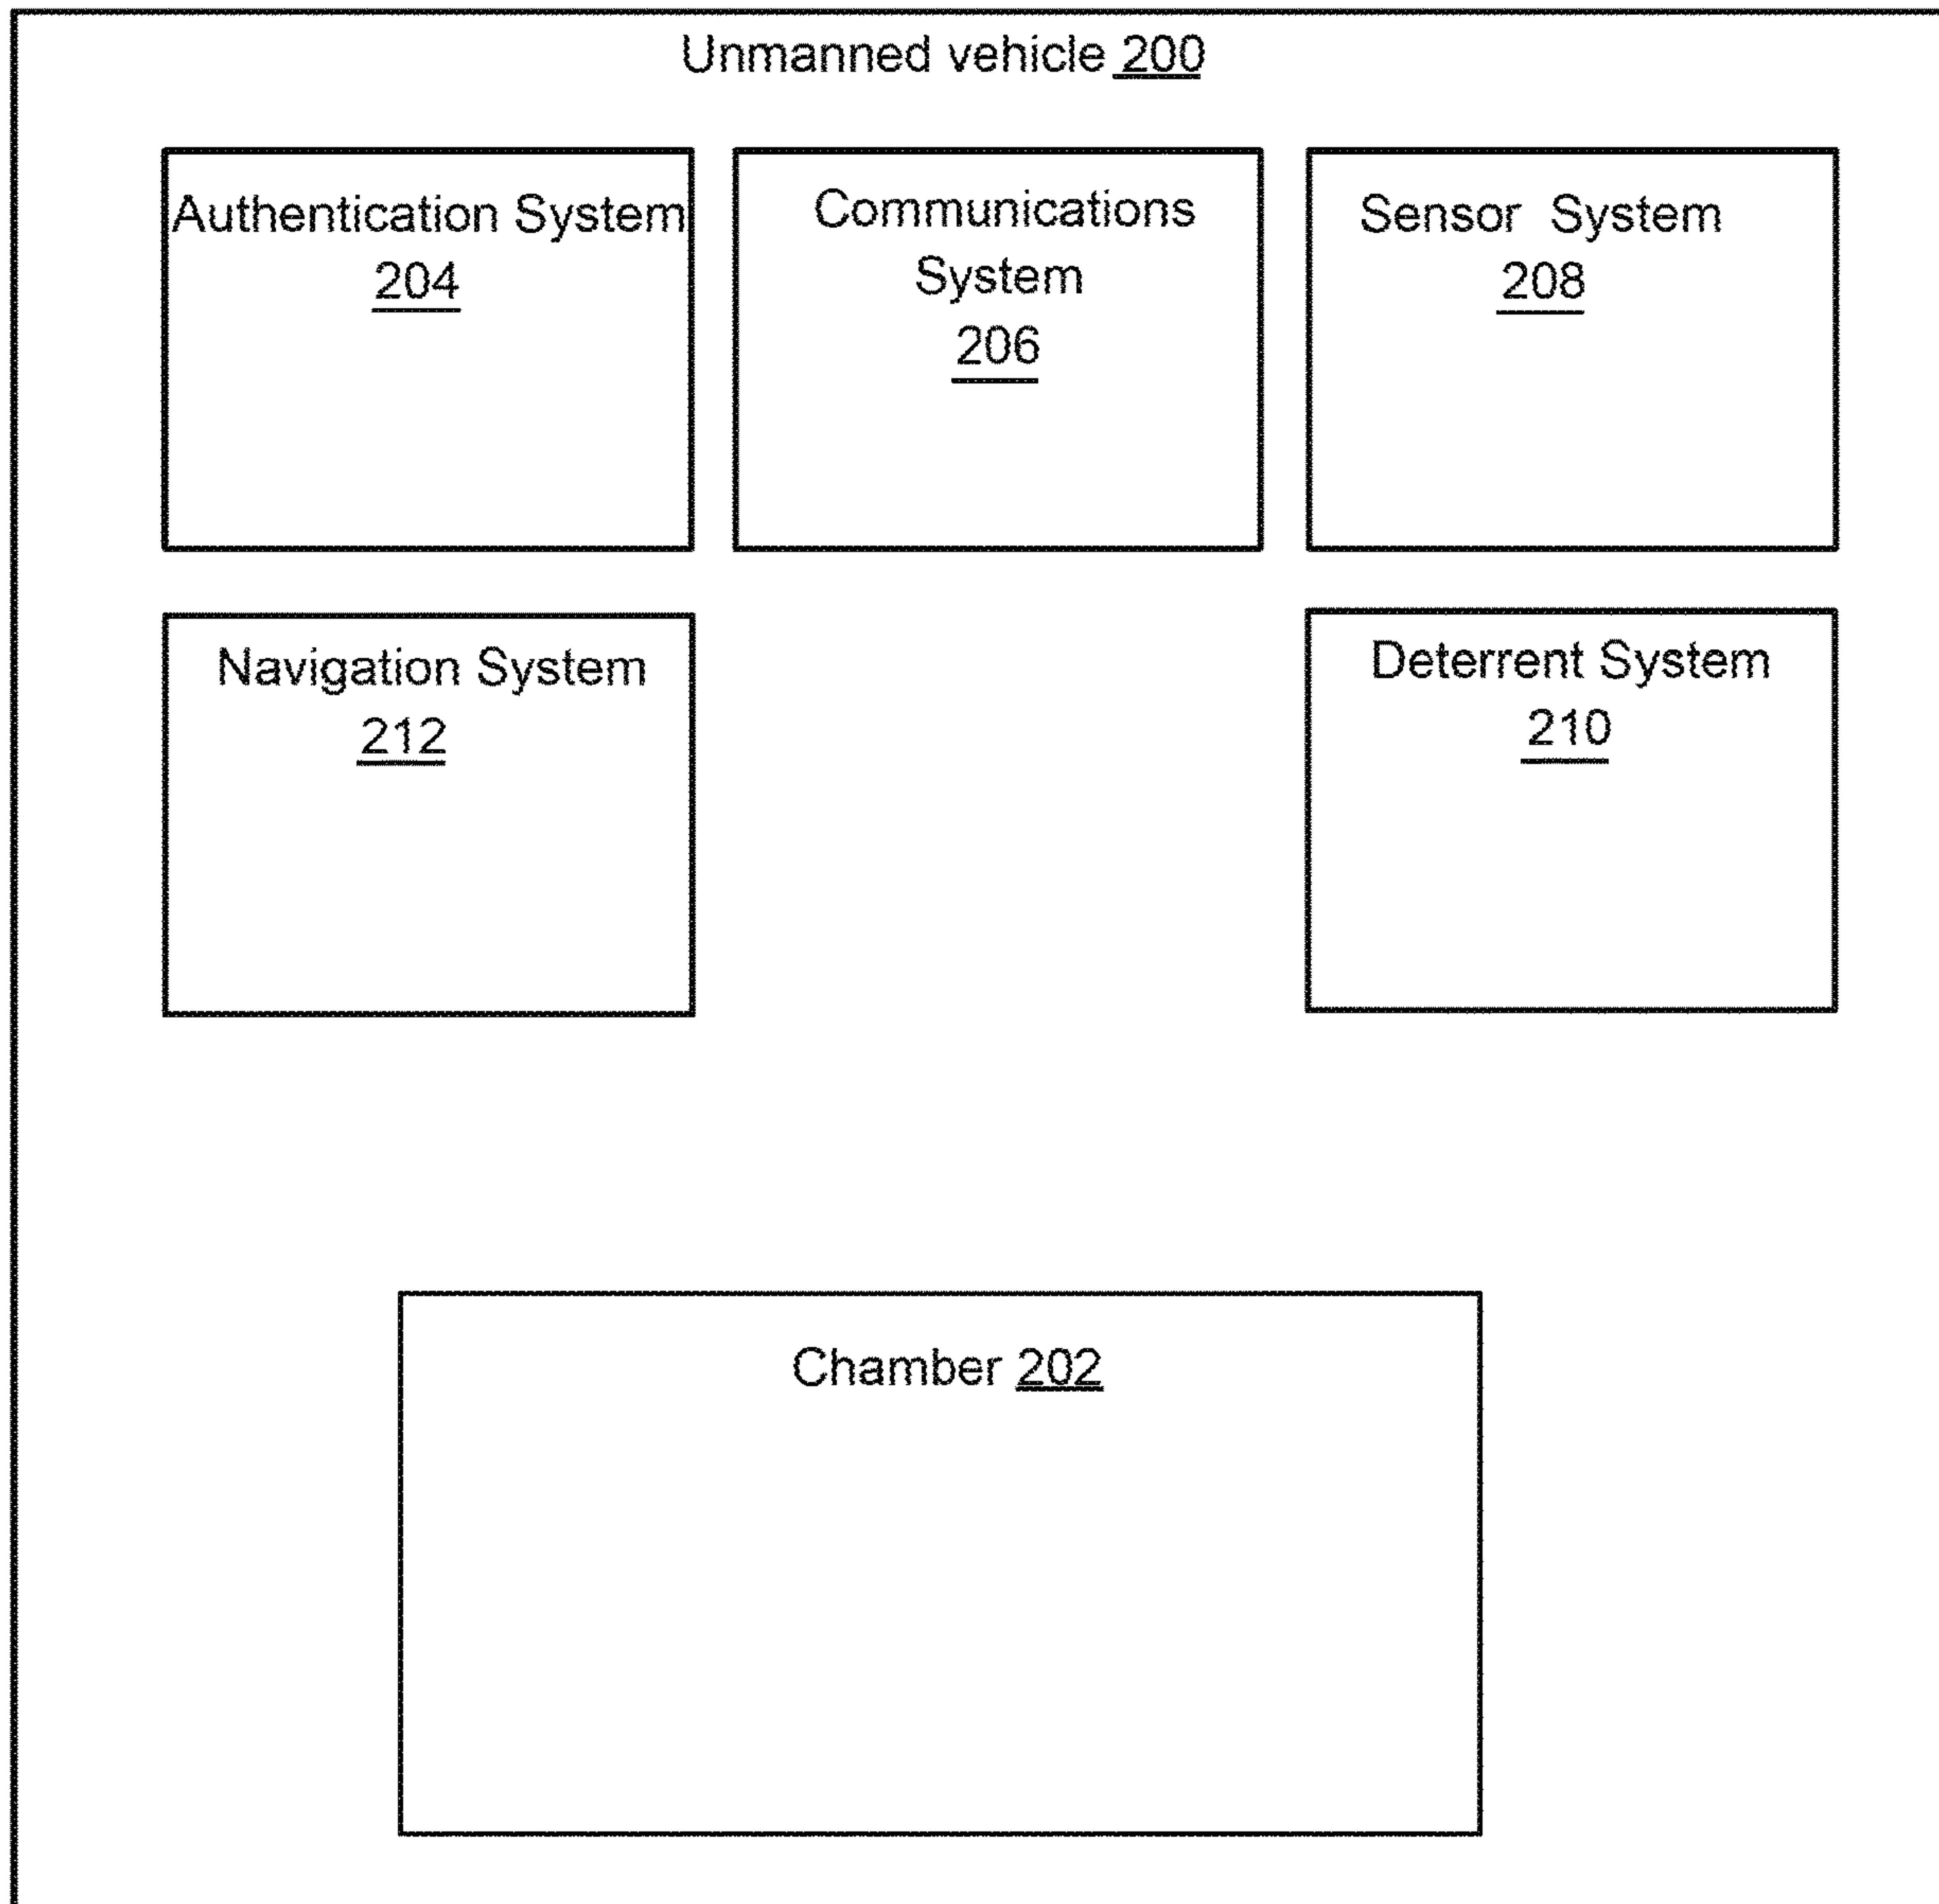 Unmanned vehicle 200
Authentication System
204
Communications
System
206
Sensor System
208
Navigation System
212
Deterrent System
210
Chamber 202